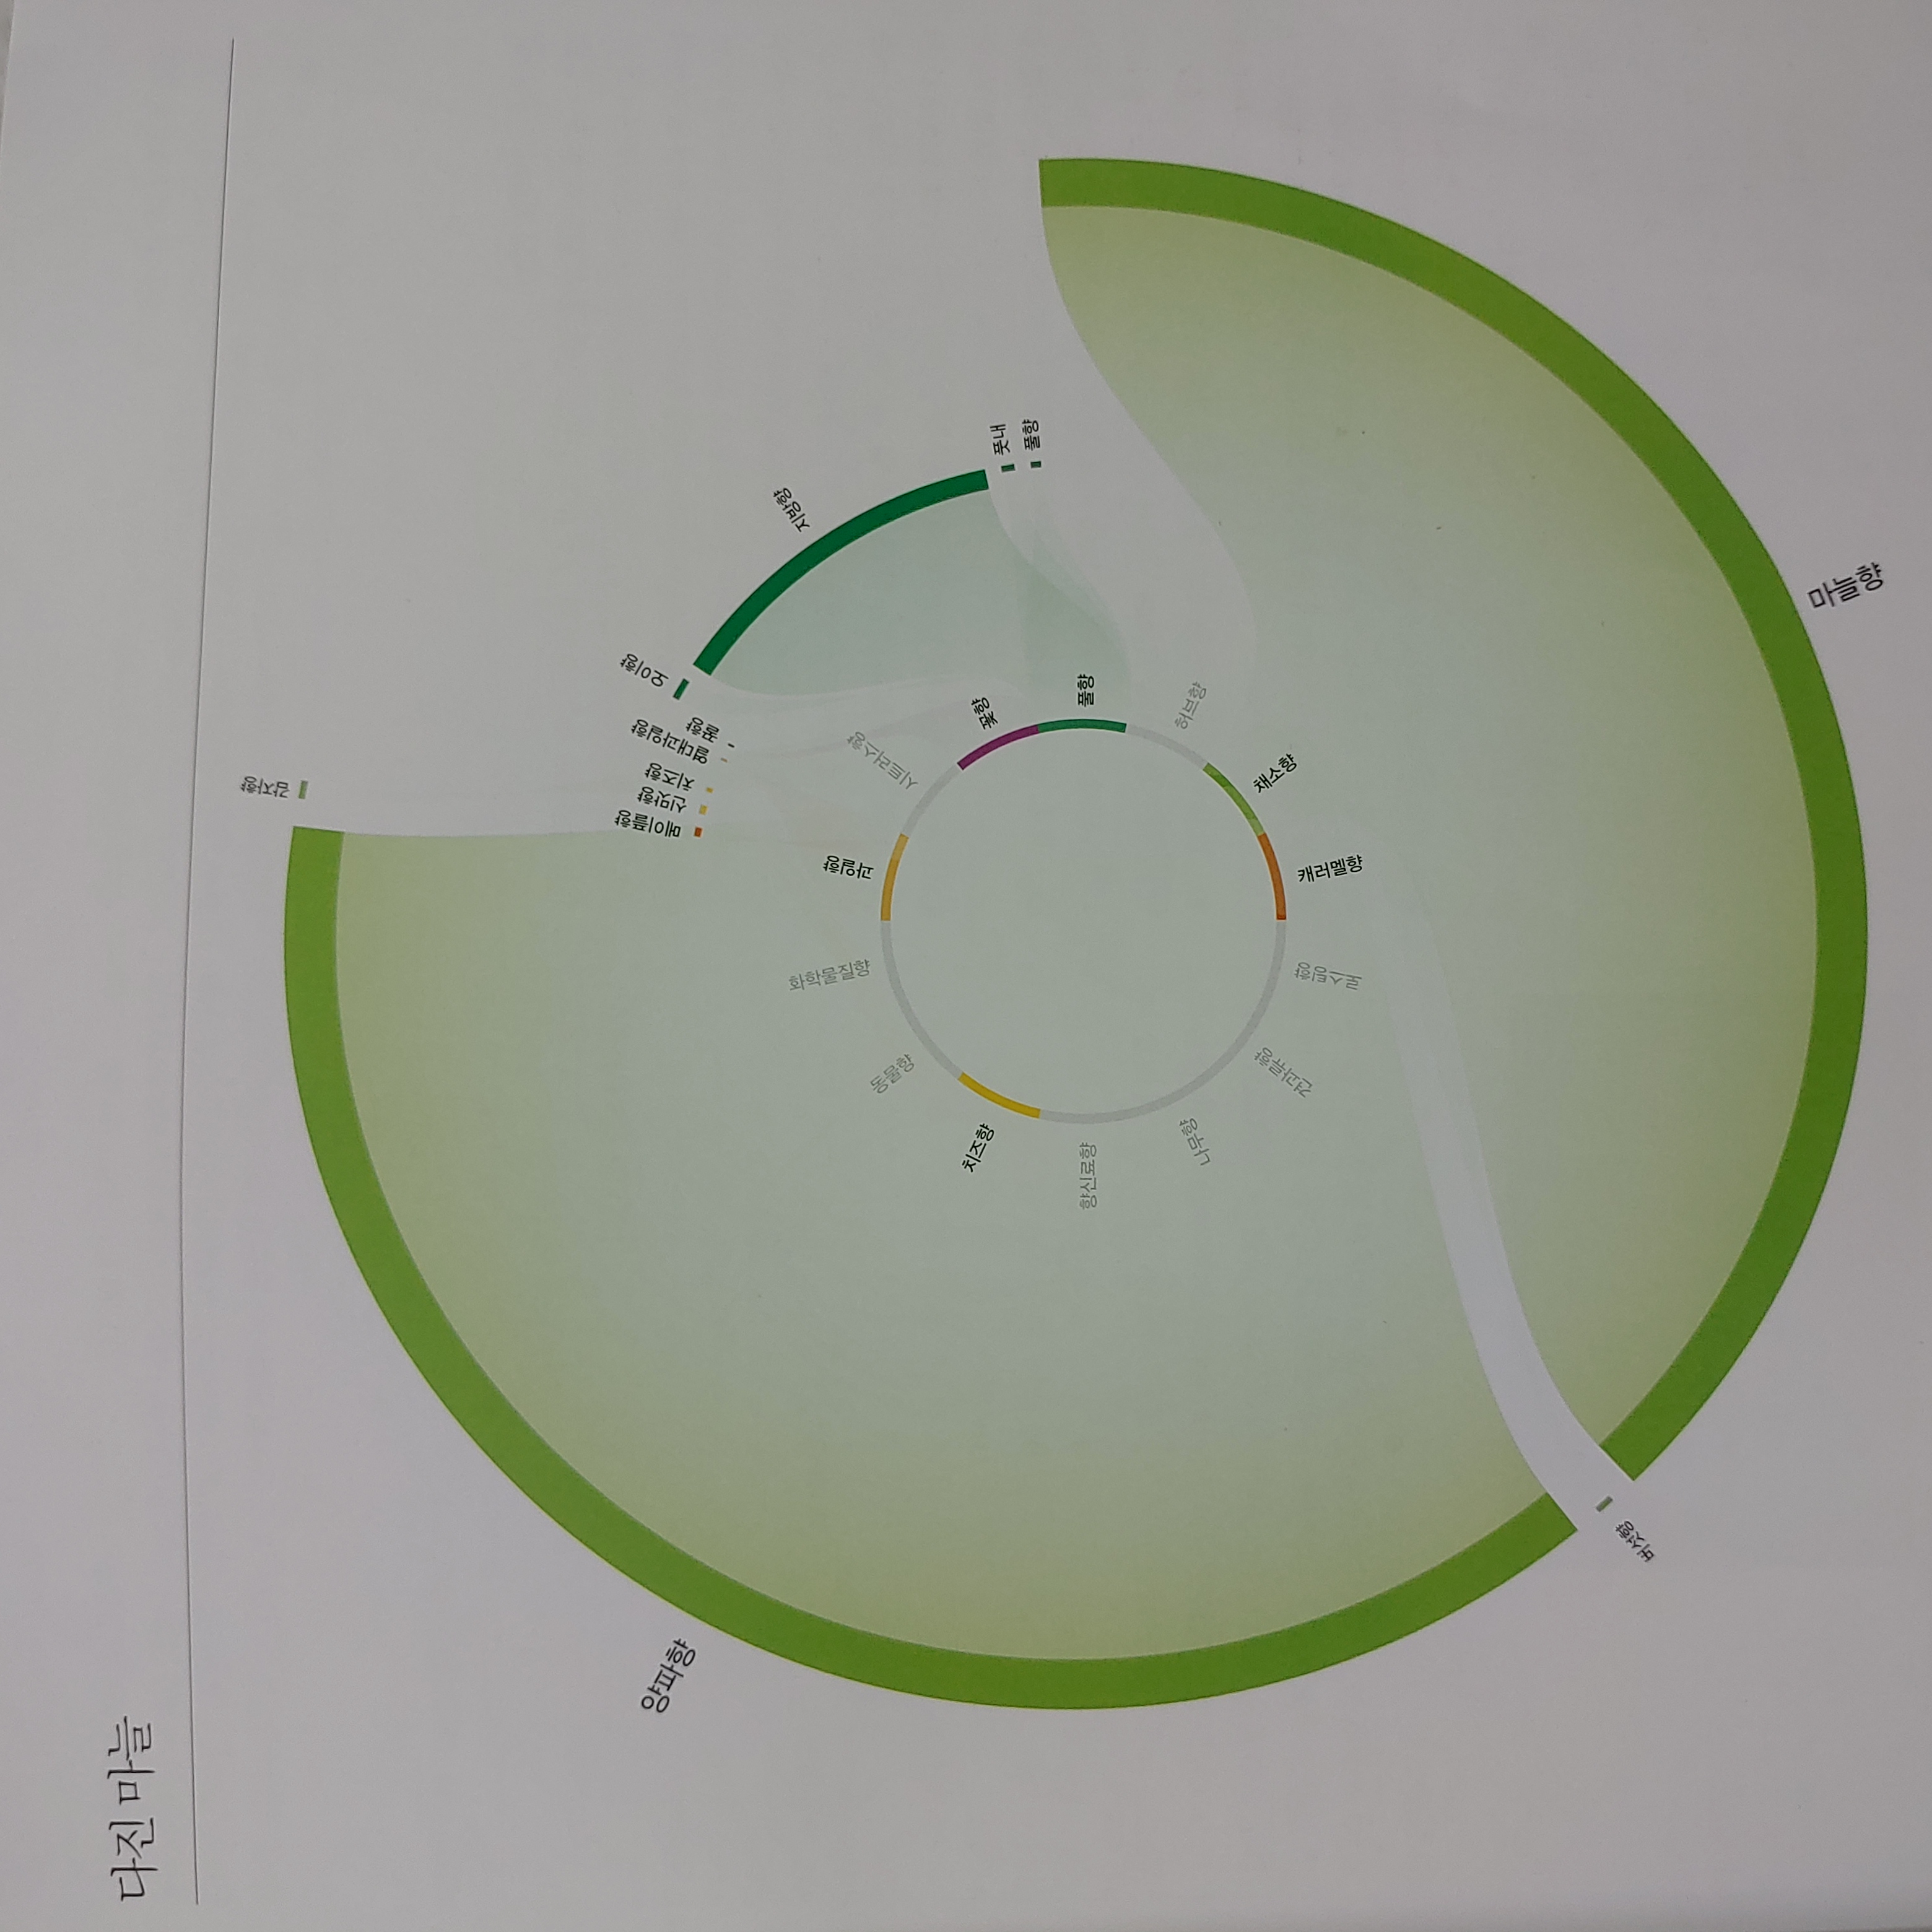 다진 마늘
감자향
양파향
메이플향
신맛향
치즈향
열대과일향
꿀향
오이향
지방향
풋내
풀향
화학물질향
과일향
시트러스향
동물향
꽃향
치즈향
풀향
향신료향
허브향
나무향
채소향
견과류향
로스팅향
캐러멜향
버섯향
마늘향